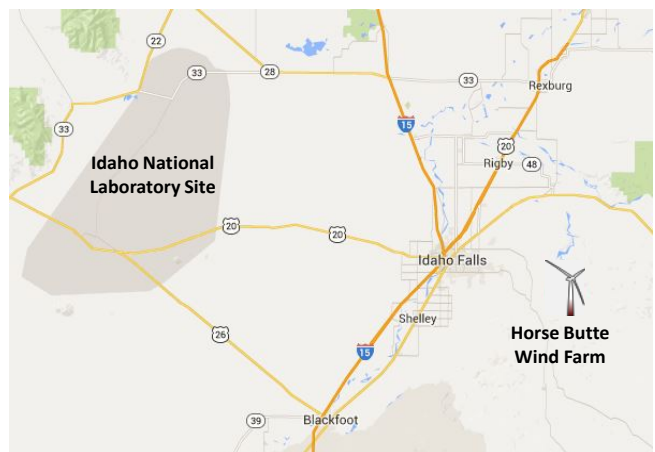 22
33
28
33
15
Rexburg
33
20
Rigby
48
Idaho National
Laboratory Site
20
20
Idaho Falls
Shelley
Horse Butte
Wind Farm
26
15
39
Blackfoot